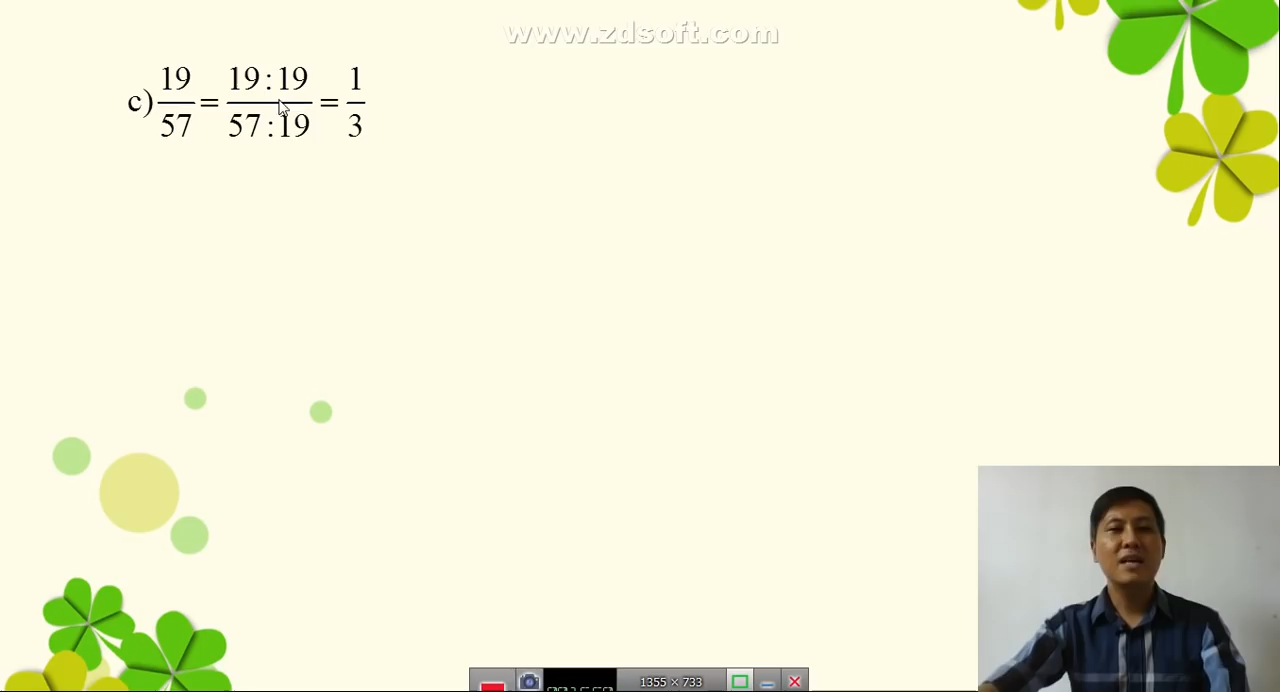 www.zdsoft.com
c) 19/57 = 19:19/57:19 = 1/3
1355 × 733